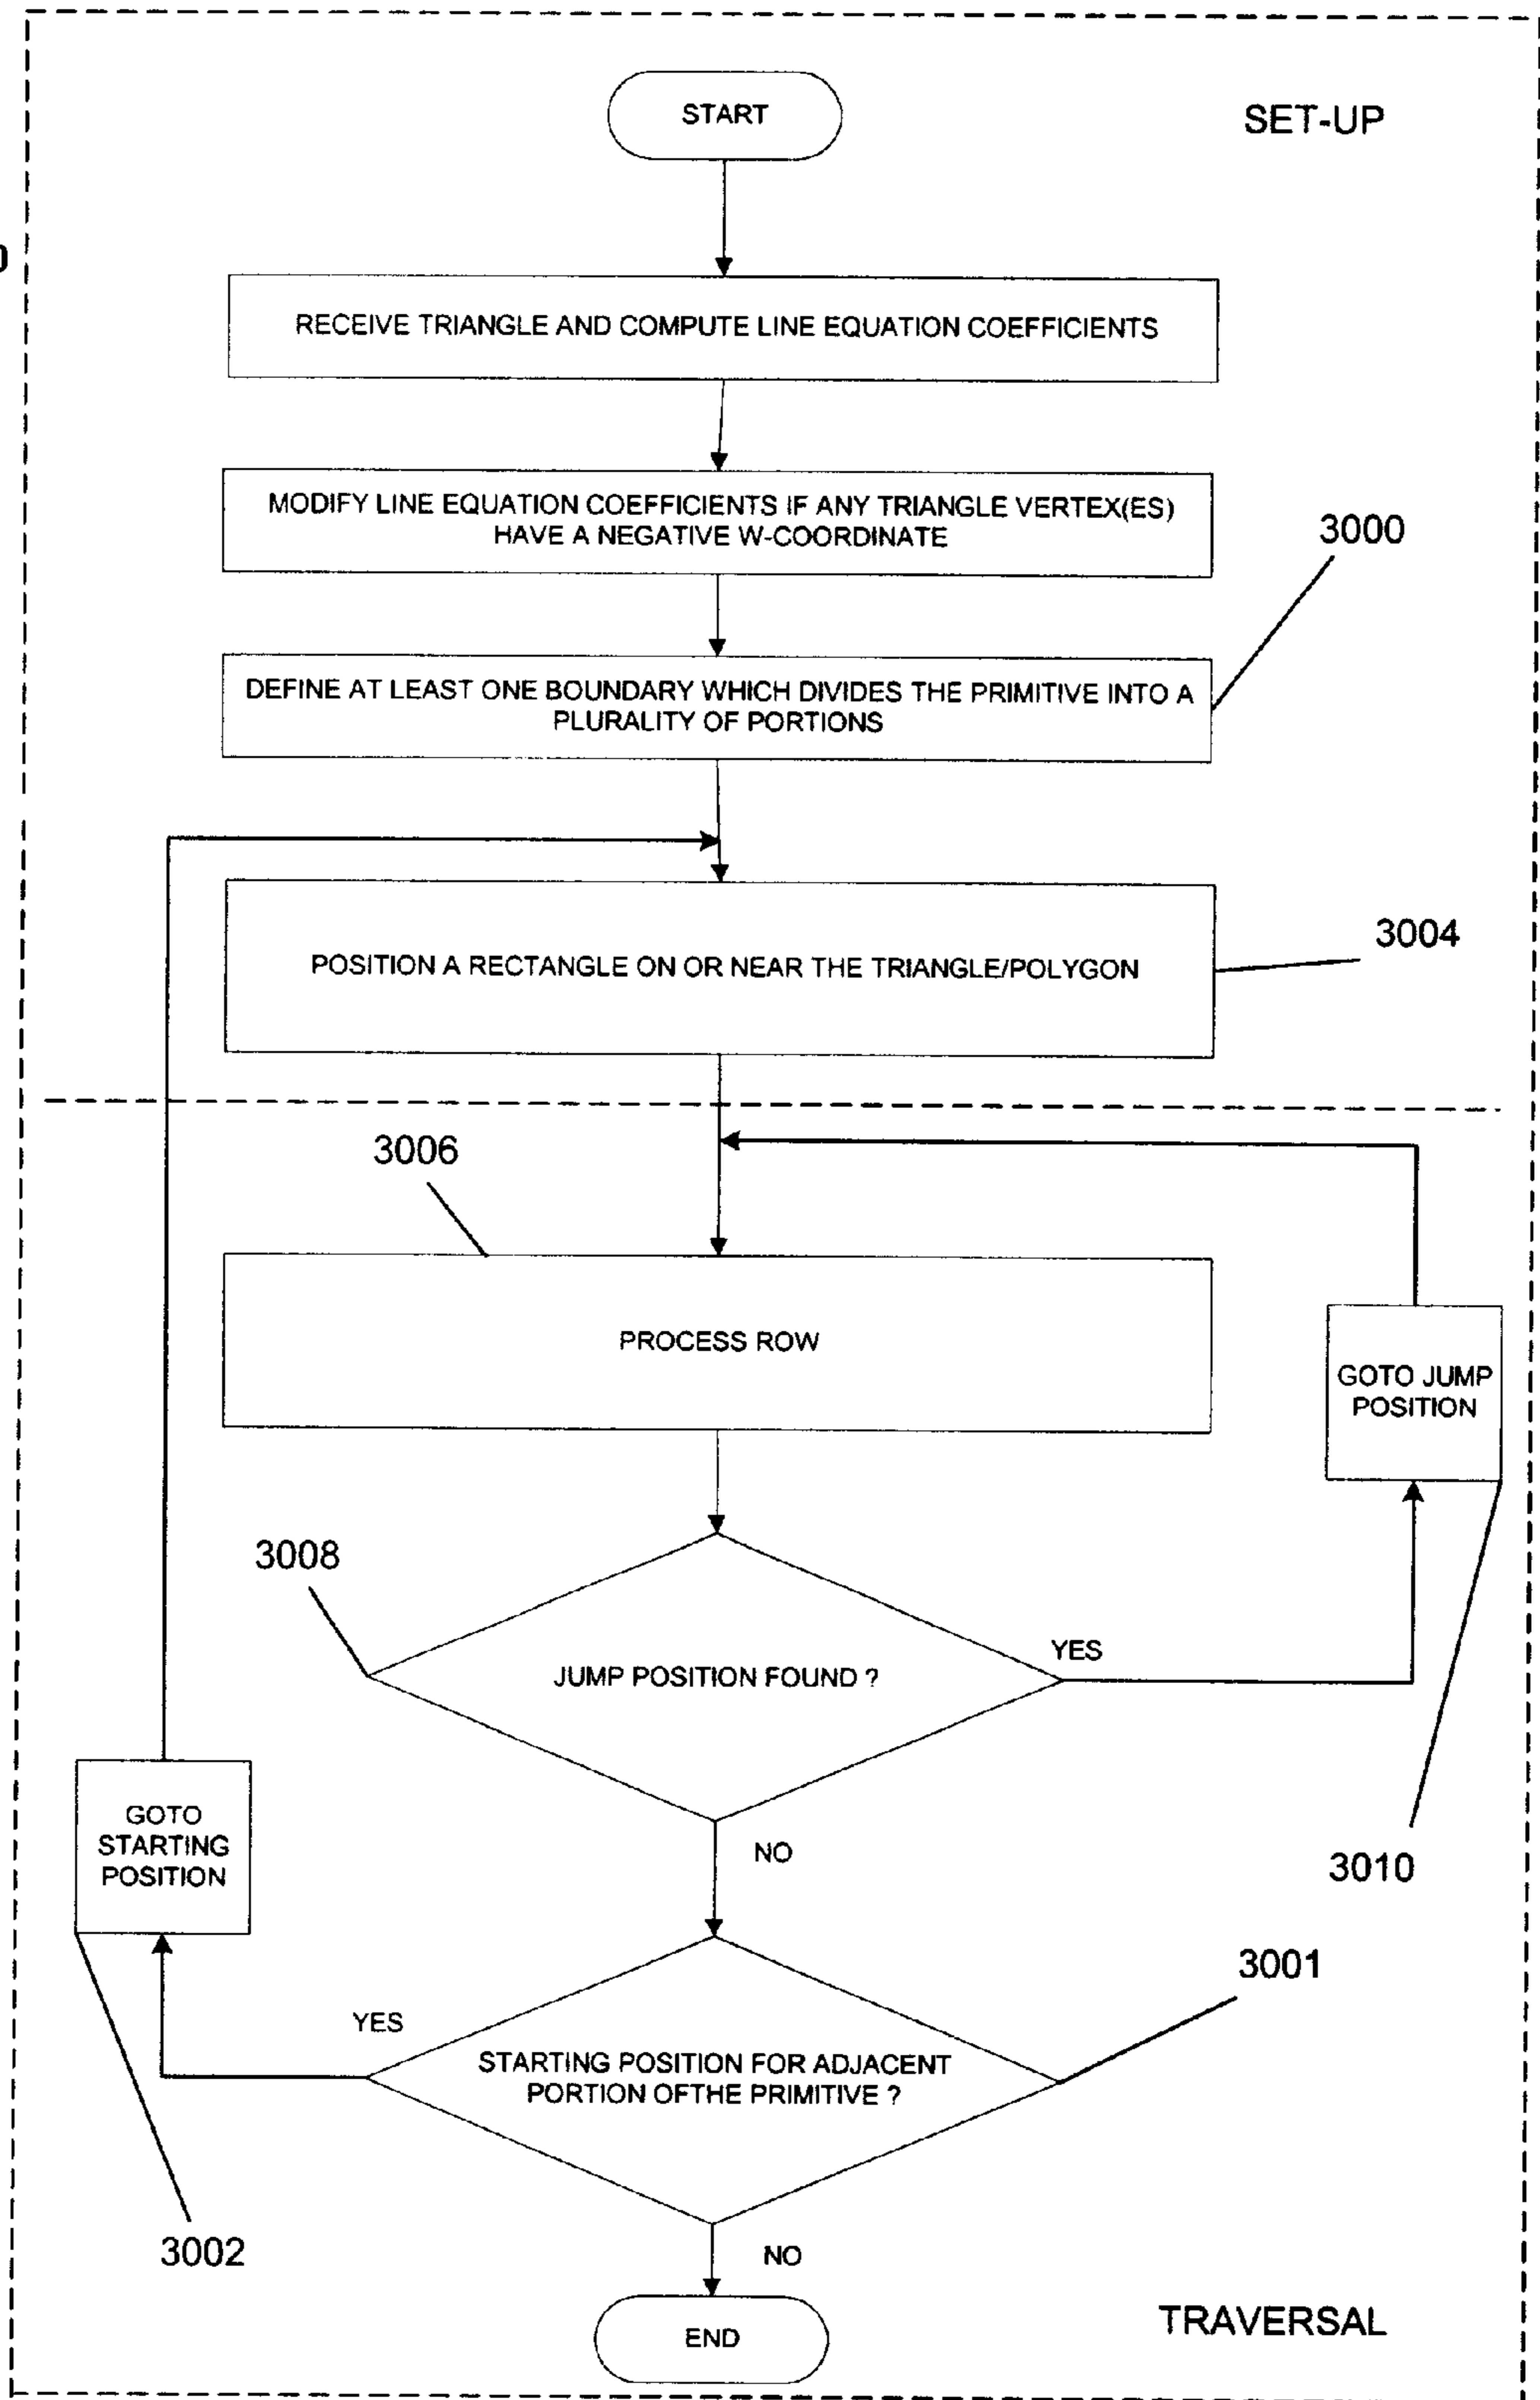 START
SET-UP
RECEIVE TRIANGLE AND COMPUTE LINE EQUATION COEFFICIENTS
MODIFY LINE EQUATION COEFFICIENTS IF ANY TRIANGLE VERTEX(ES)
HAVE A NEGATIVE W-COORDINATE
3000
DEFINE AT LEAST ONE BOUNDARY WHICH DIVIDES THE PRIMITIVE INTO A
PLURALITY OF PORTIONS
3004
POSITION A RECTANGLE ON OR NEAR THE TRIANGLE/POLYGON
3006
PROCESS ROW
GOTO JUMP
POSITION
3008
YES
JUMP POSITION FOUND ?
GOTO
STARTING
POSITION
NO
3010
3001
YES
STARTING POSITION FOR ADJACENT
PORTION OFTHE PRIMITIVE ?
3002
NO
TRAVERSAL
END